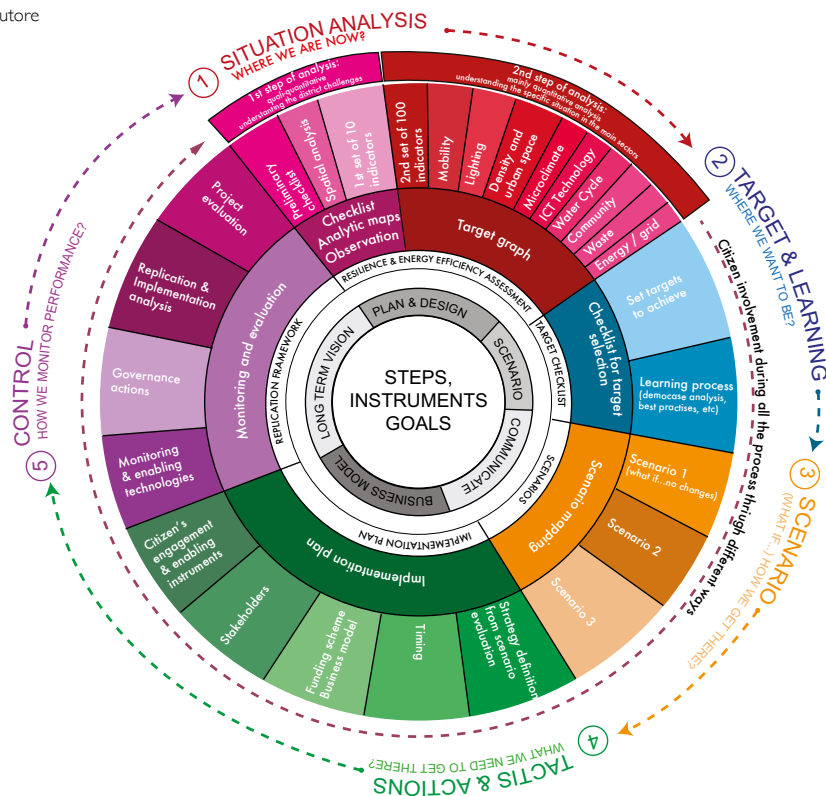 utore
1
SITUATION ANALYSIS
WHERE WE ARE NOW?
1st step of analysis:
quali-quantitative
understanding the district challenges
2nd step of analysis:
mainly quantitative analysis
understanding the specific situation in the main sectors
Preliminary
Checklist
Spatial analysis
1st set of 10
indicators
2nd set of 100
indicators
Mobility
Lighting
Density and
urban space
Microclimate
ICT Technology
Water Cycle
Community
Waste
Energy / grid
Checklist
Analytic maps
Observation
Target graph
2
TARGET & LEARNING
WHERE WE WANT TO BE?
Set targets
to achieve
Learning process
(democase analysis,
best practises, etc)
Checklist for target
selection
Citizen involvement during all the process through different ways
3
SCENARIO
(WHAT IF...) HOW WE GET THERE?
Scenario 1
(what if...no changes)
Scenario 2
Scenario 3
Scenario mapping
4
TACTIS & ACTIONS
WHAT WE NEED TO GET THERE?
Strategy definition
from scenario
evaluation
Timing
Funding scheme
Business model
Stakeholders
Citizen's
engagement
& enabling
instruments
Implementation plan
5
CONTROL
HOW WE MONITOR PERFORMANCE?
Monitoring
& enabling
technologies
Governance
actions
Replication &
Implementation
analysis
Project
evaluation
Monitoring and evaluation
RESILIENCE & ENERGY EFFICIENCY ASSESSMENT
TARGET CHECKLIST
SCENARIOS
IMPLEMENTATION PLAN
REPLICATION FRAMEWORK
PLAN & DESIGN
SCENARIO
COMMUNICATE
BUSINESS MODEL
LONG TERM VISION
STEPS,
INSTRUMENTS
GOALS